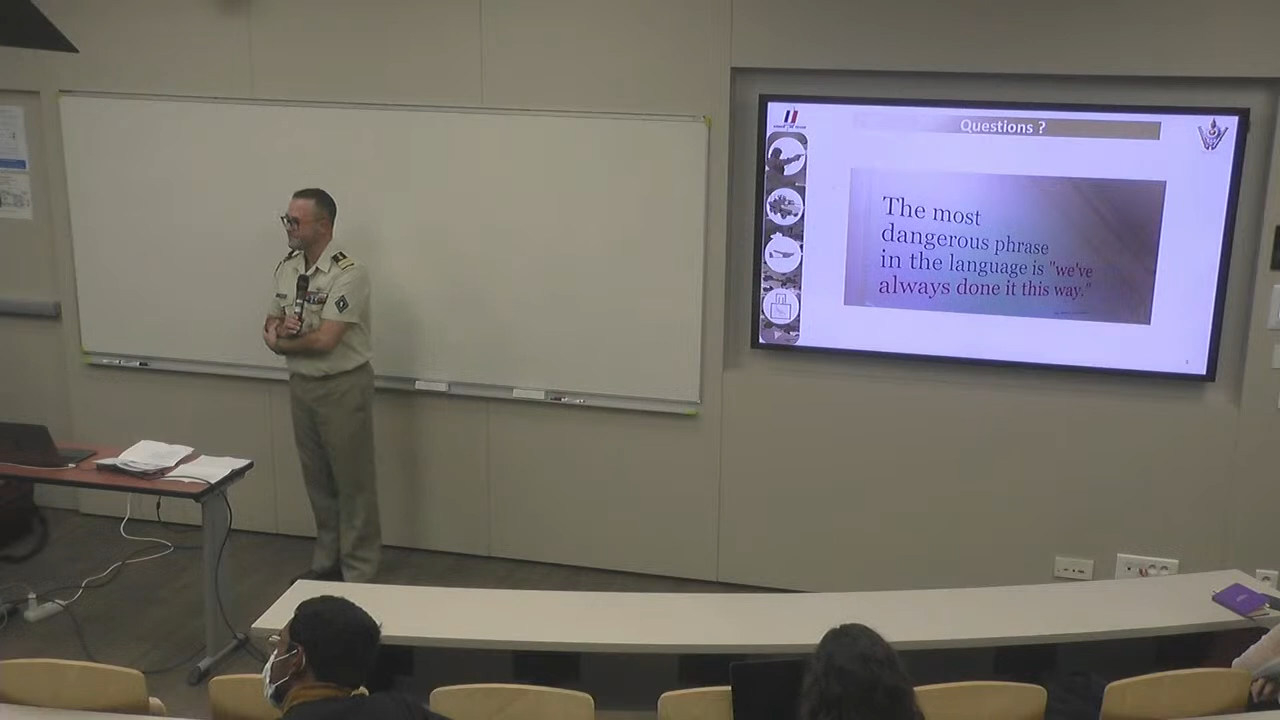 Questions ?
The most
dangerous phrase
in the language is "we've
always done it this way."